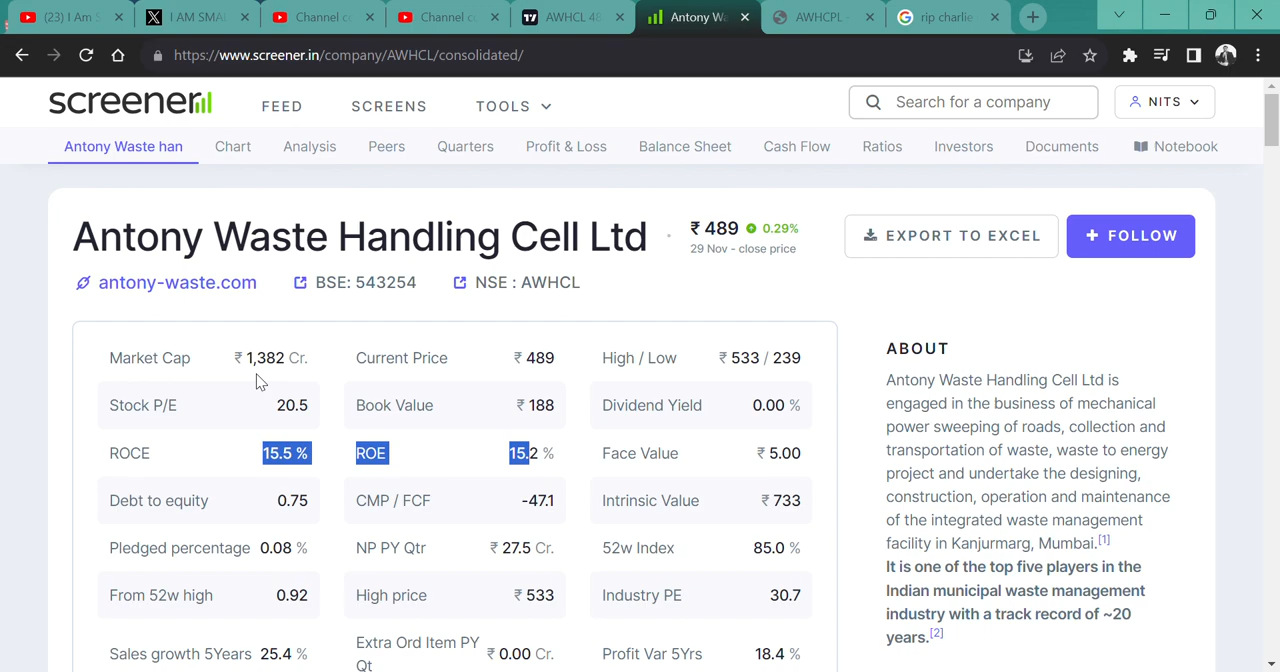 (23) I Am S
I AM SMAL
Channel co
Channel co
AWHCL 48
Antony Wa
AWHCPL -
rip charlie
https://www.screener.in/company/AWHCL/consolidated/
screener
FEED
SCREENS
TOOLS
Search for a company
NITS
Antony Waste han
Chart
Analysis
Peers
Quarters
Profit & Loss
Balance Sheet
Cash Flow
Ratios
Investors
Documents
Notebook
Antony Waste Handling Cell Ltd
₹ 489 0.29%
29 Nov - close price
EXPORT TO EXCEL
+ FOLLOW
antony-waste.com
BSE: 543254
NSE : AWHCL
Market Cap ₹ 1,382 Cr.
Current Price ₹ 489
High / Low ₹ 533 / 239
Stock P/E 20.5
Book Value ₹ 188
Dividend Yield 0.00 %
ROCE 15.5 %
ROE 15.2 %
Face Value ₹ 5.00
Debt to equity 0.75
CMP / FCF -47.1
Intrinsic Value ₹ 733
Pledged percentage 0.08 %
NP PY Qtr ₹ 27.5 Cr.
52w Index 85.0 %
From 52w high 0.92
High price ₹ 533
Industry PE 30.7
Sales growth 5Years 25.4 %
Extra Ord Item PY
Qt ₹ 0.00 Cr.
Profit Var 5Yrs 18.4 %
ABOUT
Antony Waste Handling Cell Ltd is
engaged in the business of mechanical
power sweeping of roads, collection and
transportation of waste, waste to energy
project and undertake the designing,
construction, operation and maintenance
of the integrated waste management
facility in Kanjurmarg, Mumbai.[1]
It is one of the top five players in the
Indian municipal waste management
industry with a track record of ~20
years.[2]